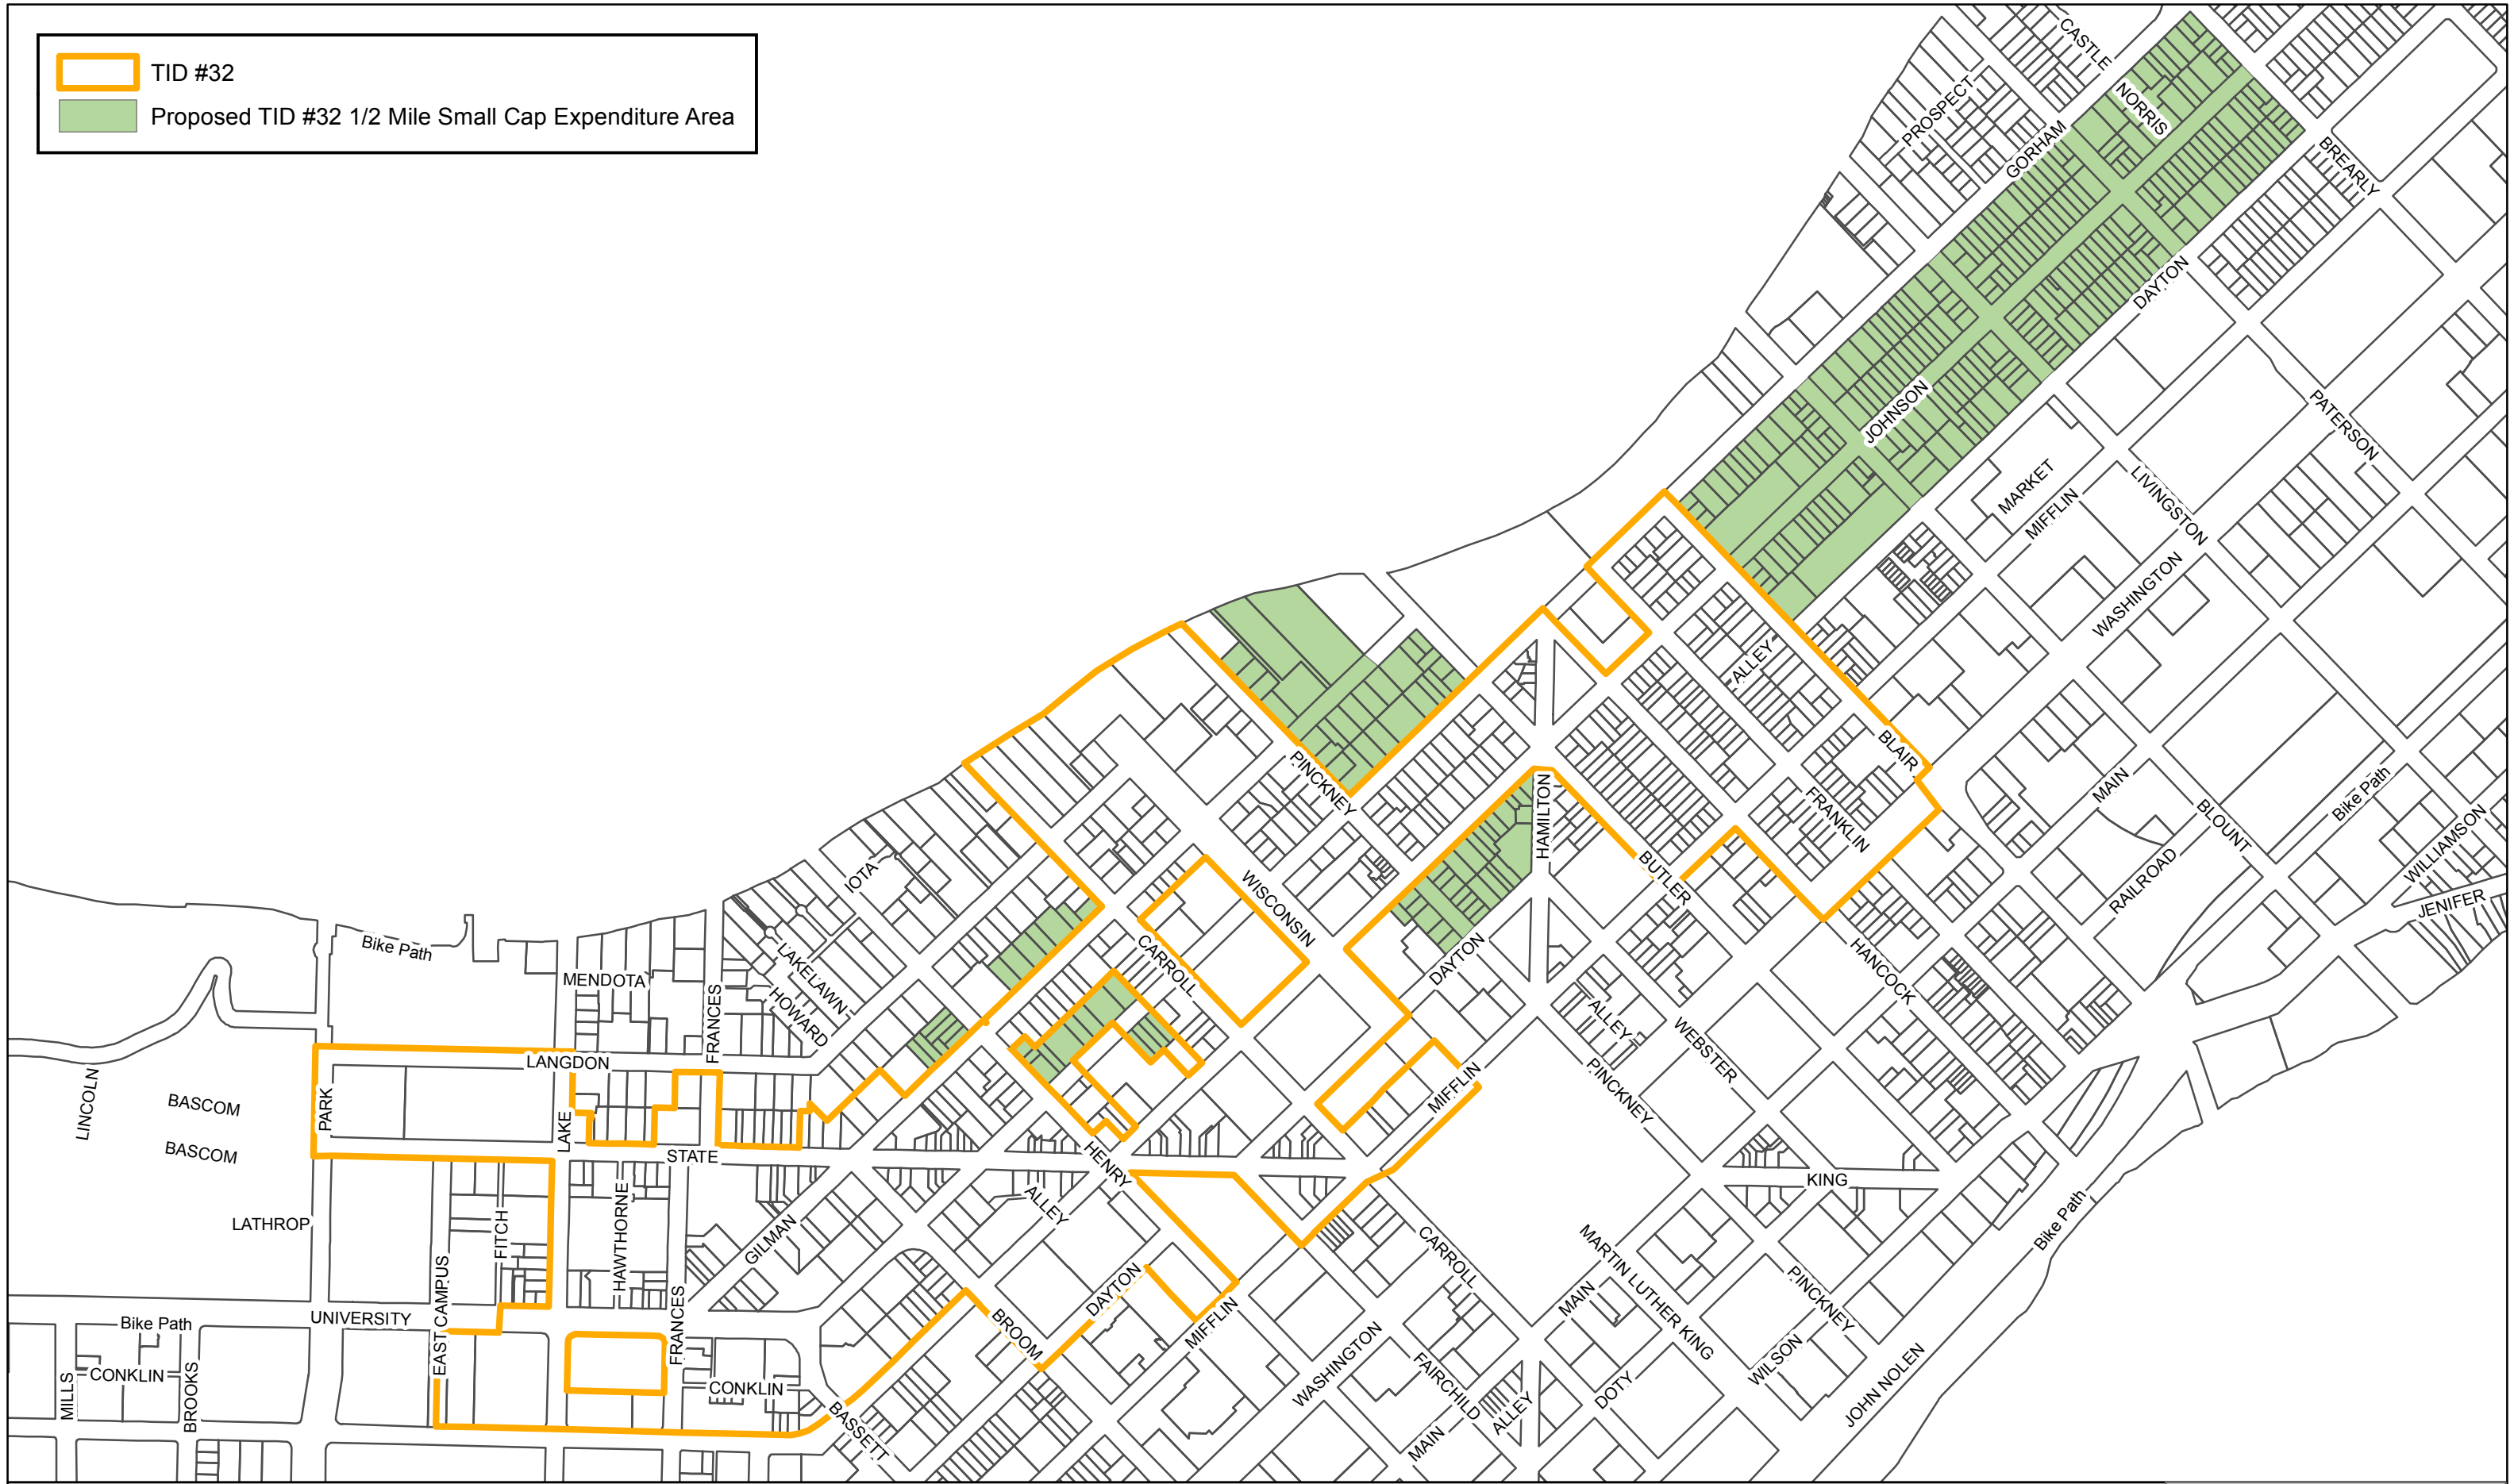 TID #32
Proposed TID #32 1/2 Mile Small Cap Expenditure Area
CASTLE
NORRIS
PROSPECT
GORHAM
BREARLY
DAYTON
JOHNSON
PATERSON
MARKET
MIFFLIN
LIVINGSTON
WASHINGTON
ALLEY
BLAIR
PINCKNEY
MAIN
Bike Path
FRANKLIN
BLOUNT
HAMILTON
WILLIAMSON
IOTA
BUTLER
RAILROAD
WISCONSIN
JENIFER
Bike Path
CARROLL
DAYTON
HANCOCK
LAKELAWN
MENDOTA
HOWARD
FRANCES
ALLEY
WEBSTER
LANGDON
PINCKNEY
MIFFLIN
LINCOLN
BASCOM
PARK
LAKE
BASCOM
STATE
HENRY
KING
HAWTHORNE
ALLEY
LATHROP
FITCH
GILMAN
Bike Path
CARROLL
MARTIN LUTHER KING
EAST CAMPUS
DAYTON
MAIN
PINCKNEY
UNIVERSITY
Bike Path
FRANCES
BROOM
MIFFLIN
WASHINGTON
WILSON
CONKLIN
MILLS
BROOKS
CONKLIN
FAIRCHILD
DOTY
JOHN NOLEN
BASSETT
ALLEY
MAIN